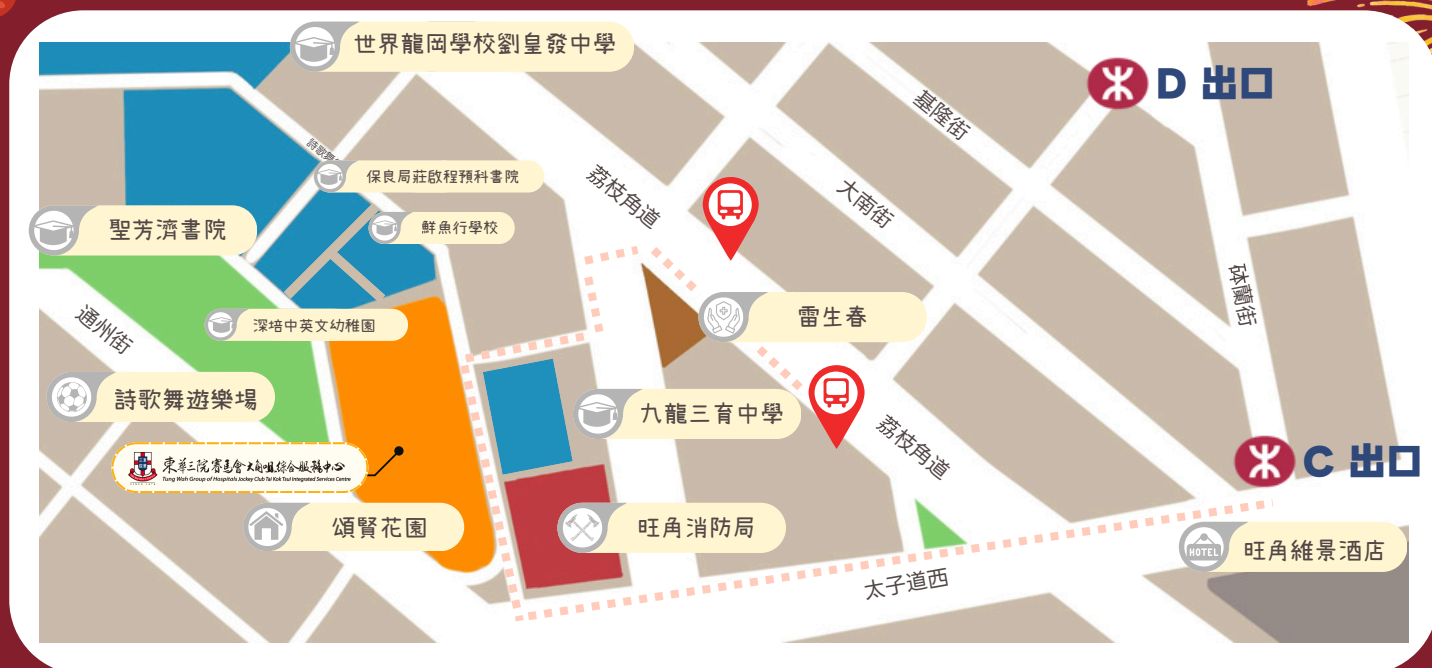 世界龍岡學校劉皇發中學
D 出口
基隆街
詩歌舞
保良局莊啟程預科書院
荔枝角道
大南街
聖芳濟書院
鮮魚行學校
砵蘭街
通州街
深培中英文幼稚園
雷生春
詩歌舞遊樂場
九龍三育中學
荔枝角道
C 出口
東華三院賽馬會大角咀綜合服務中心
Tung Wah Group of Hospitals Jockey Club Tai Kok Tsui Integrated Services Centre
頌賢花園
旺角消防局
HOTEL
旺角維景酒店
太子道西